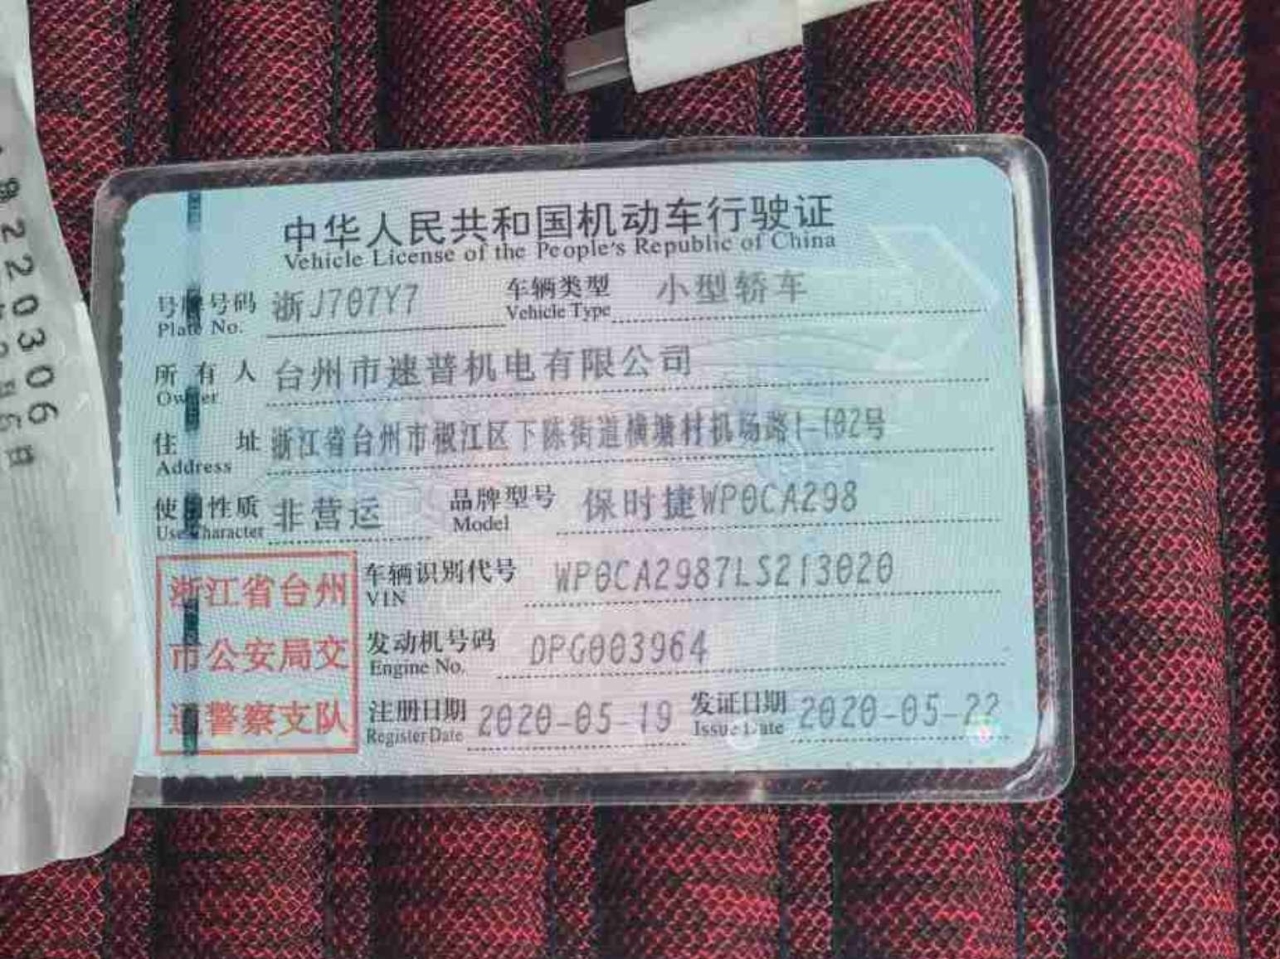 中华人民共和国机动车行驶证
Vehicle License of the People's Republic of China
号牌号码 浙J707Y7 车辆类型 小型轿车
Plate No. Vehicle Type
所有人 台州市速普机电有限公司
Owner
住址 浙江省台州市椒江区下陈街道横塘村机场路1-102号
Address
使用性质 非营运 品牌型号 保时捷WP0CA298
Use Character Model
浙江省台州
市公安局交
通警察支队
车辆识别代号 WP0CA2987LS213020
VIN
发动机号码 DPG003964
Engine No.
注册日期 2020-05-19 发证日期 2020-05-22
Register Date Issue Date
9220306